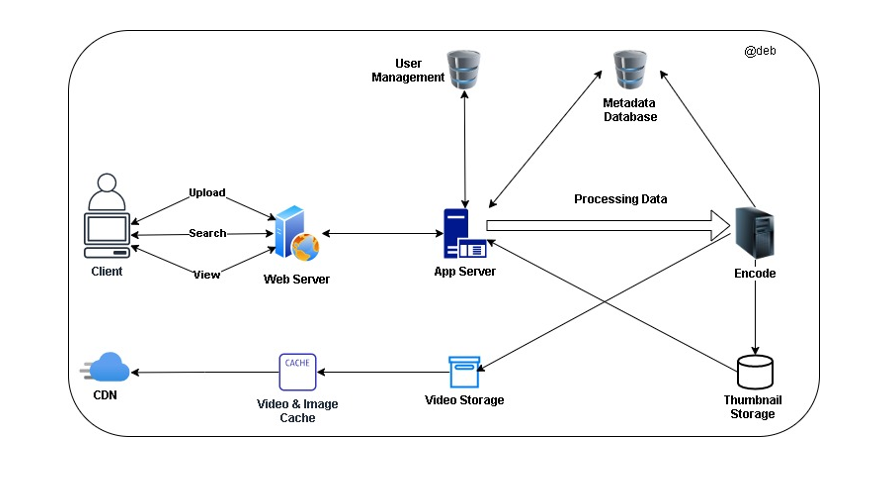 @deb
User
Management
Metadata
Database
Upload
Processing Data
Search
Client
View
Web Server
App Server
Encode
CACHE
CDN
Video & Image
Cache
Video Storage
Thumbnail
Storage